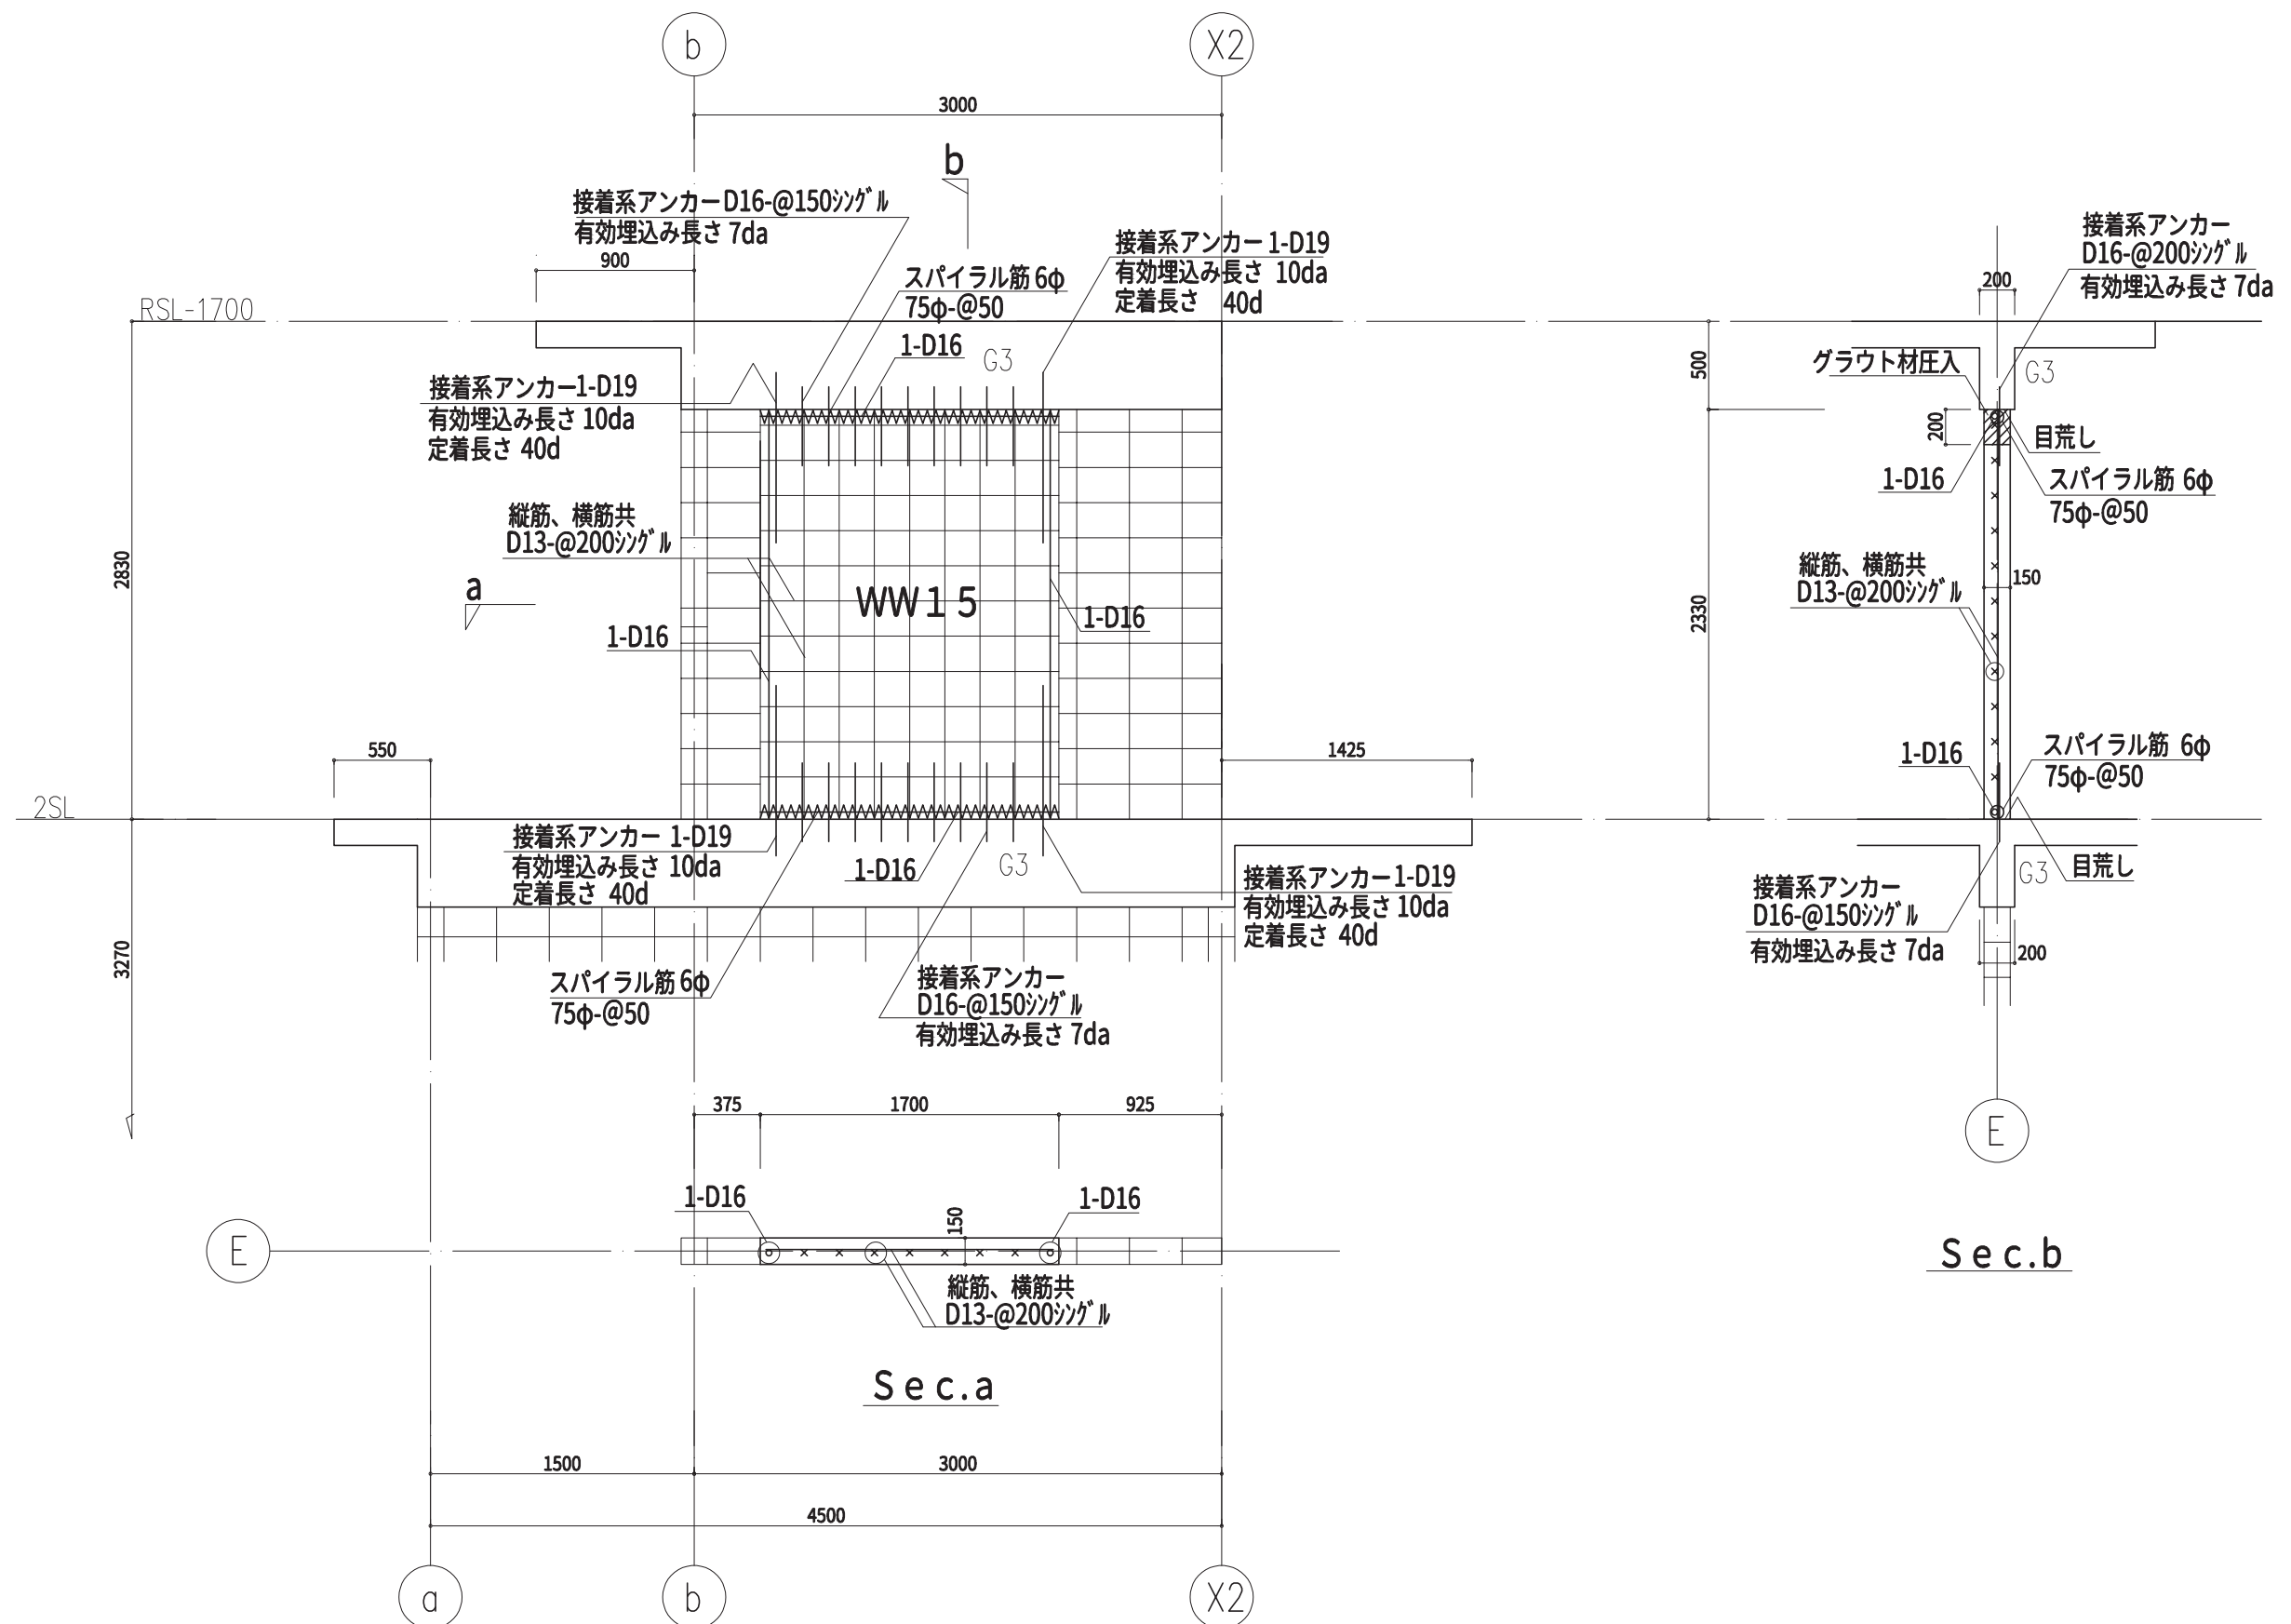 b
X2
3000
b
接着系アンカーD16-@150ｼﾝｸﾞﾙ
有効埋込み長さ 7da
900
スパイラル筋 6φ
75φ-@50
1-D16
接着系アンカー 1-D19
有効埋込み長さ 10da
定着長さ 40d
G3
RSL-1700
接着系アンカー1-D19
有効埋込み長さ 10da
定着長さ 40d
縦筋、横筋共
D13-@200ｼﾝｸﾞﾙ
a
2830
WW15
1-D16
1-D16
550
1425
2SL
接着系アンカー 1-D19
有効埋込み長さ 10da
定着長さ 40d
1-D16
G3
接着系アンカー 1-D19
有効埋込み長さ 10da
定着長さ 40d
3270
スパイラル筋 6φ
75φ-@50
接着系アンカー
D16-@150ｼﾝｸﾞﾙ
有効埋込み長さ 7da
375
1700
925
1-D16
150
1-D16
E
縦筋、横筋共
D13-@200ｼﾝｸﾞﾙ
Sec.a
1500
3000
4500
a
b
X2
接着系アンカー
D16-@200ｼﾝｸﾞﾙ
有効埋込み長さ 7da
200
500
グラウト材圧入
G3
200
目荒し
1-D16
スパイラル筋 6φ
75φ-@50
縦筋、横筋共
D13-@200ｼﾝｸﾞﾙ
150
2330
1-D16
スパイラル筋 6φ
75φ-@50
G3
目荒し
接着系アンカー
D16-@150ｼﾝｸﾞﾙ
有効埋込み長さ 7da
200
E
Sec.b